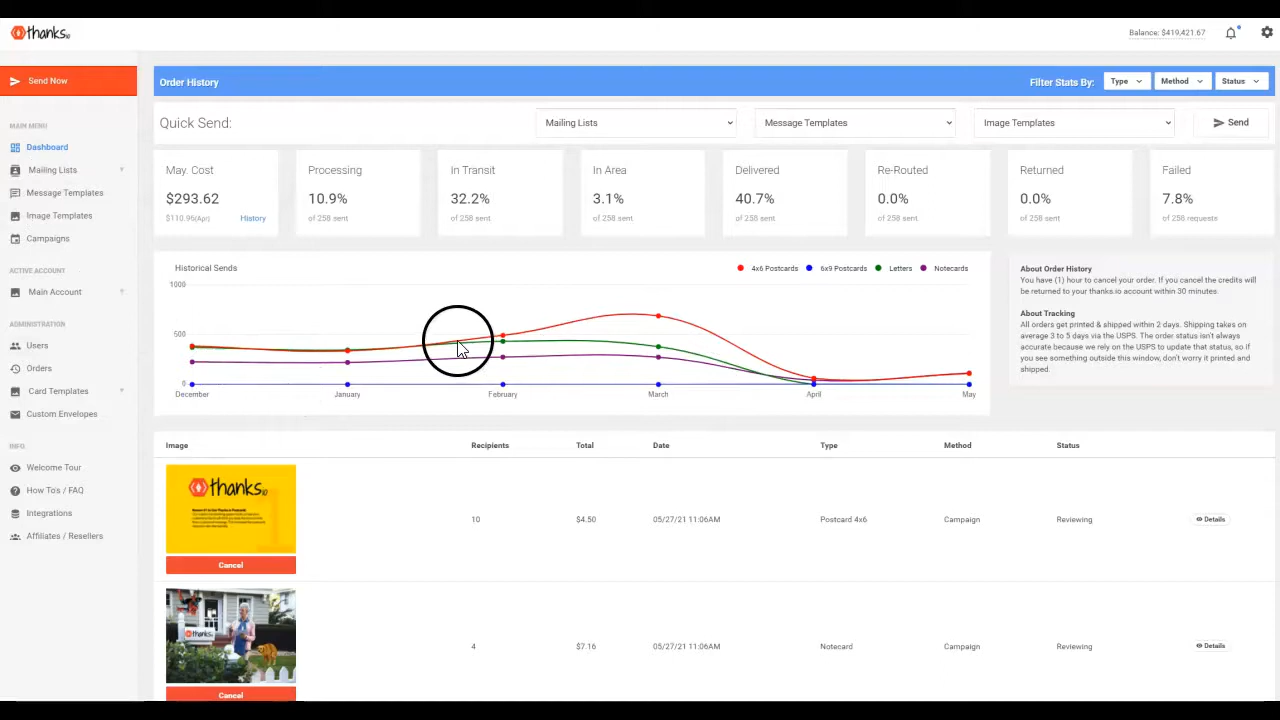 thanks.io
Balance: $419,421.67
Send Now
Order History
Filter Stats By:
Type
Method
Status
MAIN MENU
Dashboard
Mailing Lists
Message Templates
Image Templates
Campaigns
ACTIVE ACCOUNT
Main Account
ADMINISTRATION
Users
Orders
Card Templates
Custom Envelopes
INFO
Welcome Tour
How To's / FAQ
Integrations
Affiliates / Resellers
Quick Send:
Mailing Lists
Message Templates
Image Templates
Send
May. Cost
$293.62
$110.96(Apr)
History
Processing
10.9%
of 258 sent
In Transit
32.2%
of 258 sent
In Area
3.1%
of 258 sent
Delivered
40.7%
of 258 sent
Re-Routed
0.0%
of 258 sent
Returned
0.0%
of 258 sent
Failed
7.8%
of 258 requests
Historical Sends
4x6 Postcards
6x9 Postcards
Letters
Notecards
1000
500
0
December
January
February
March
April
May
About Order History
You have (1) hour to cancel your order. If you cancel the credits
will be returned to your thanks.io account within 30 minutes.
About Tracking
All orders get printed & shipped within 2 days. Shipping takes on
average 3 to 5 days via the USPS. The order status isn't always
accurate because we rely on the USPS to update that status, so if
you see something outside this window, don't worry it printed and
shipped.
Image
Recipients
Total
Date
Type
Method
Status
thanks.io
10
$4.50
05/27/21 11:06AM
Postcard 4x6
Campaign
Reviewing
Details
Cancel
thanks
4
$7.16
05/27/21 11:06AM
Notecard
Campaign
Reviewing
Details
Cancel